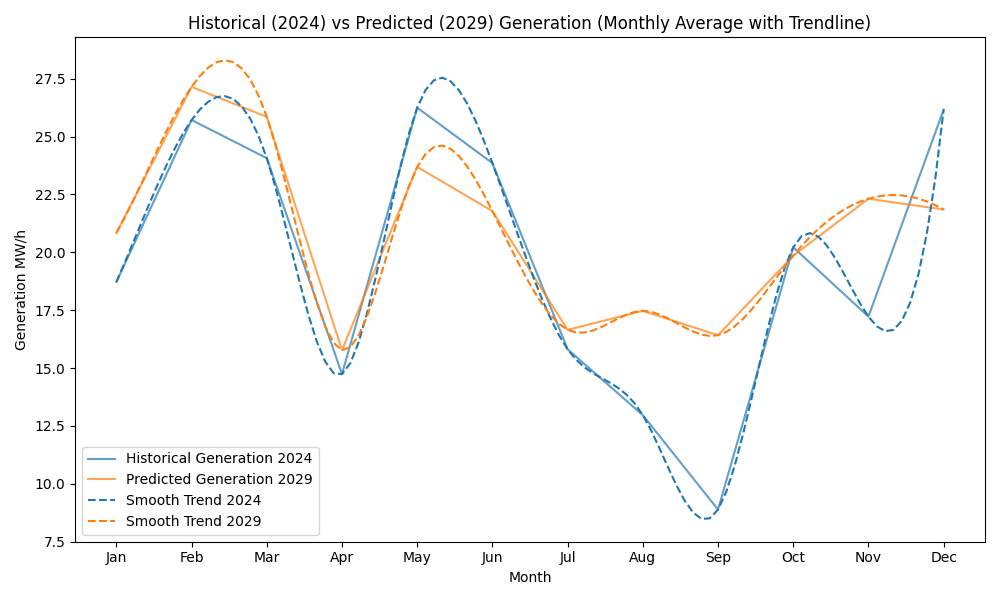 Historical (2024) vs Predicted (2029) Generation (Monthly Average with Trendline)
27.5
25.0
22.5
20.0
17.5
15.0
12.5
10.0
7.5
Generation MW/h
Historical Generation 2024
Predicted Generation 2029
Smooth Trend 2024
Smooth Trend 2029
Jan Feb Mar Apr May Jun Jul Aug Sep Oct Nov Dec
Month